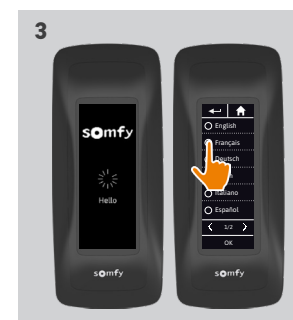 3
somfy
Hello
somfy
English
Français
Deutsch
Italiano
Español
1/2
OK
somfy